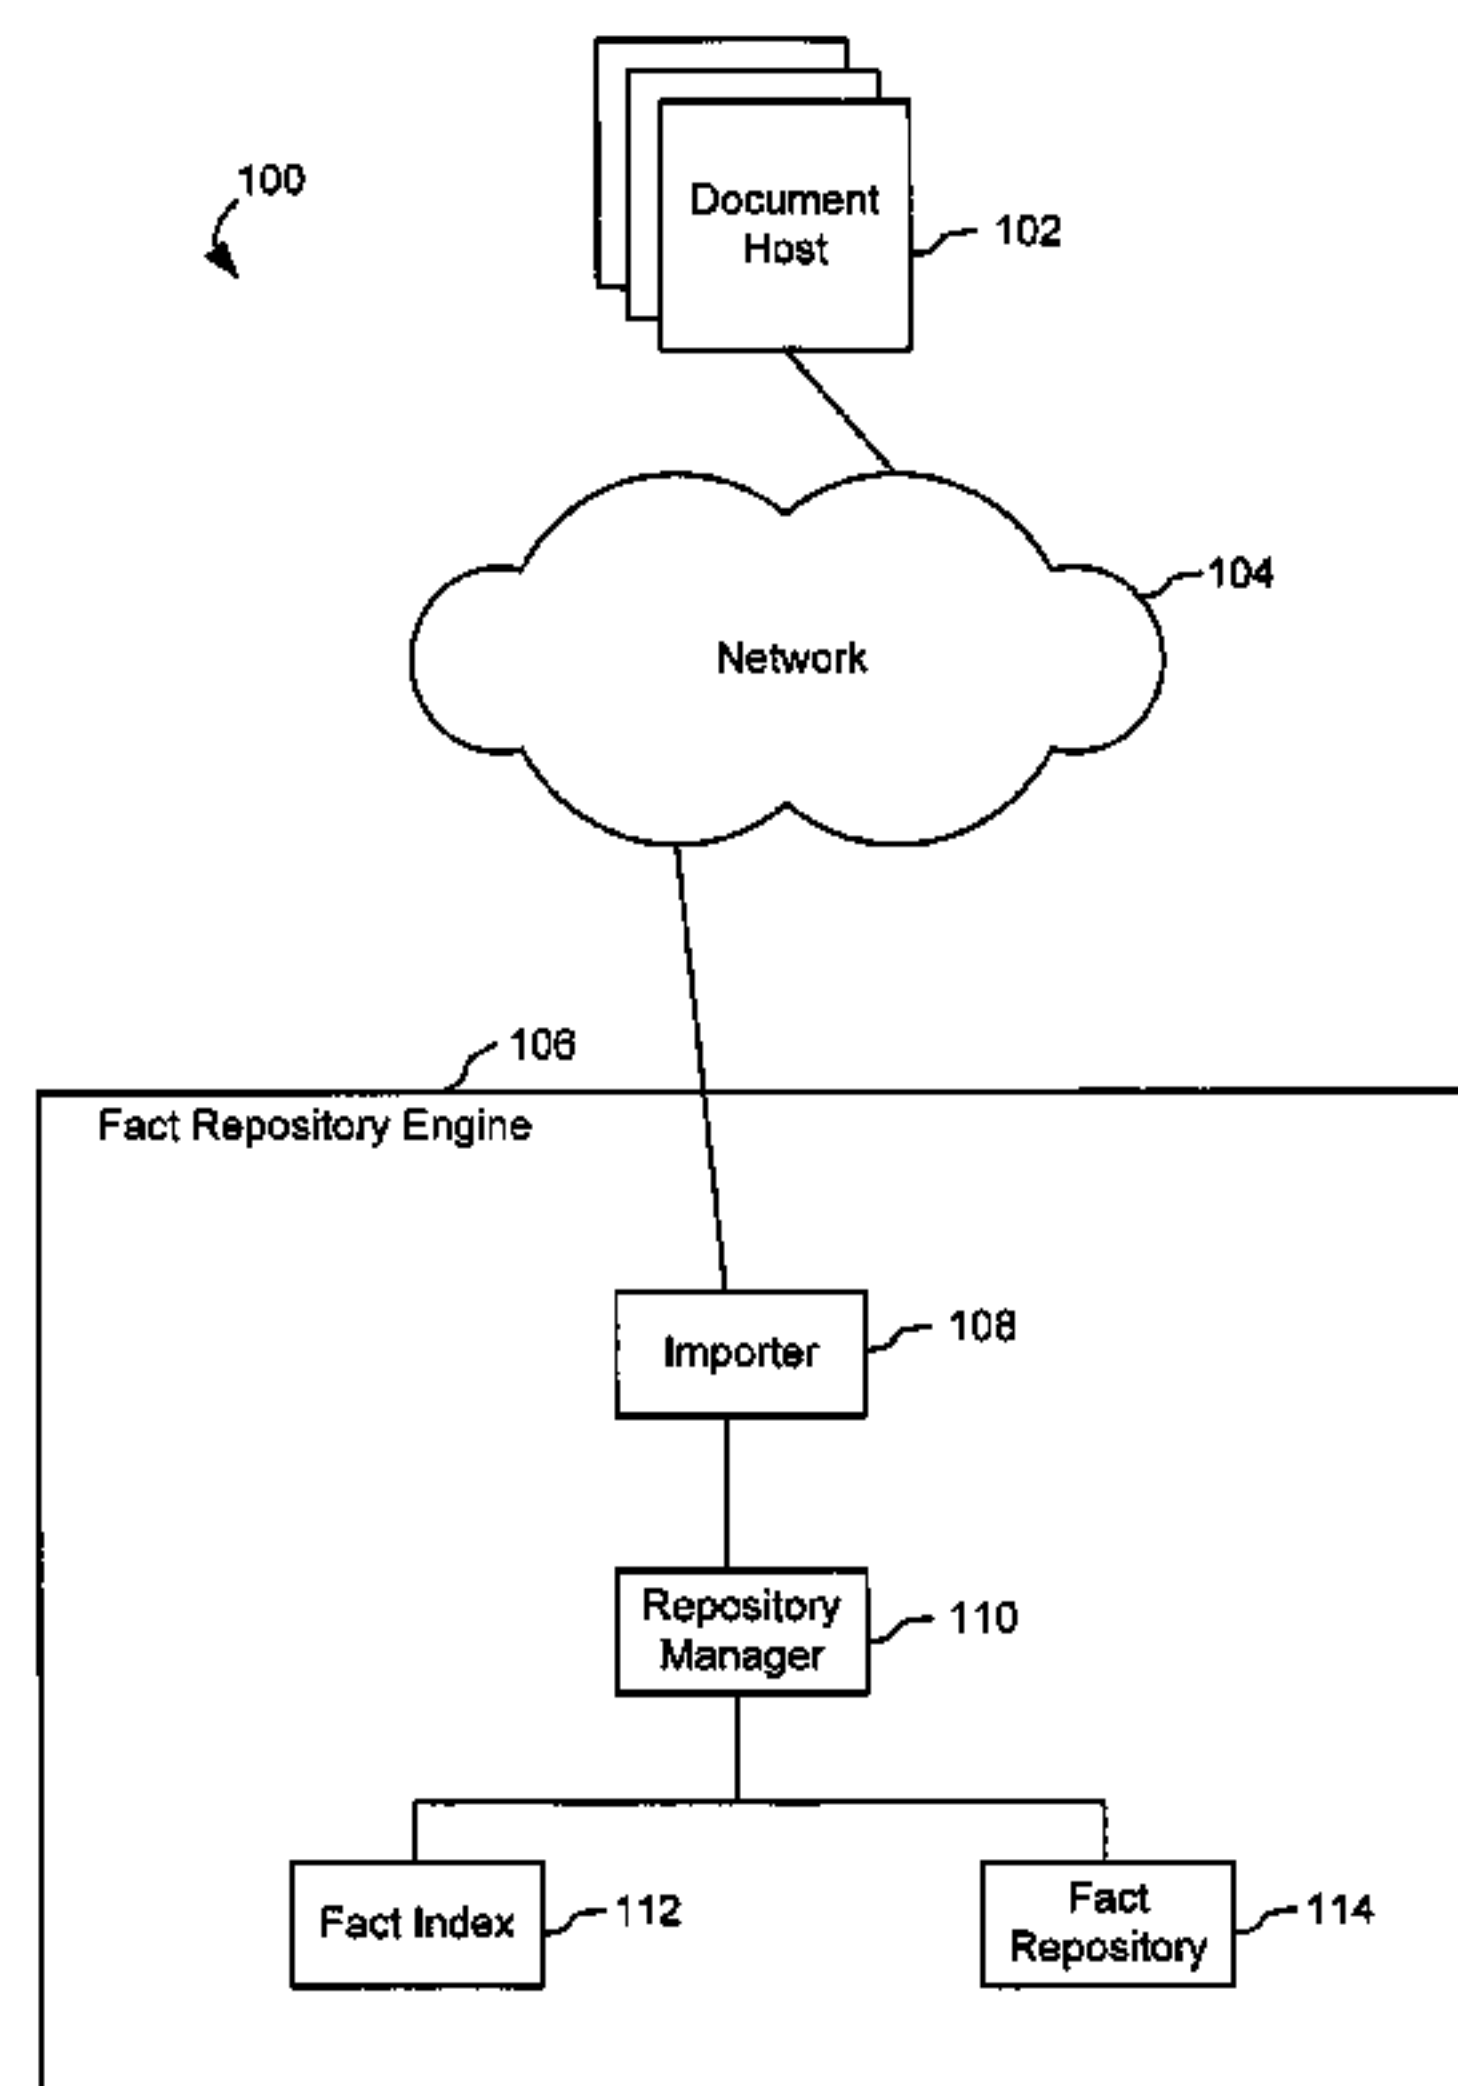 100
Document
Host
102
104
Network
106
Fact Repository Engine
Importer
108
Repository
Manager
110
Fact Index
112
Fact
Repository
114